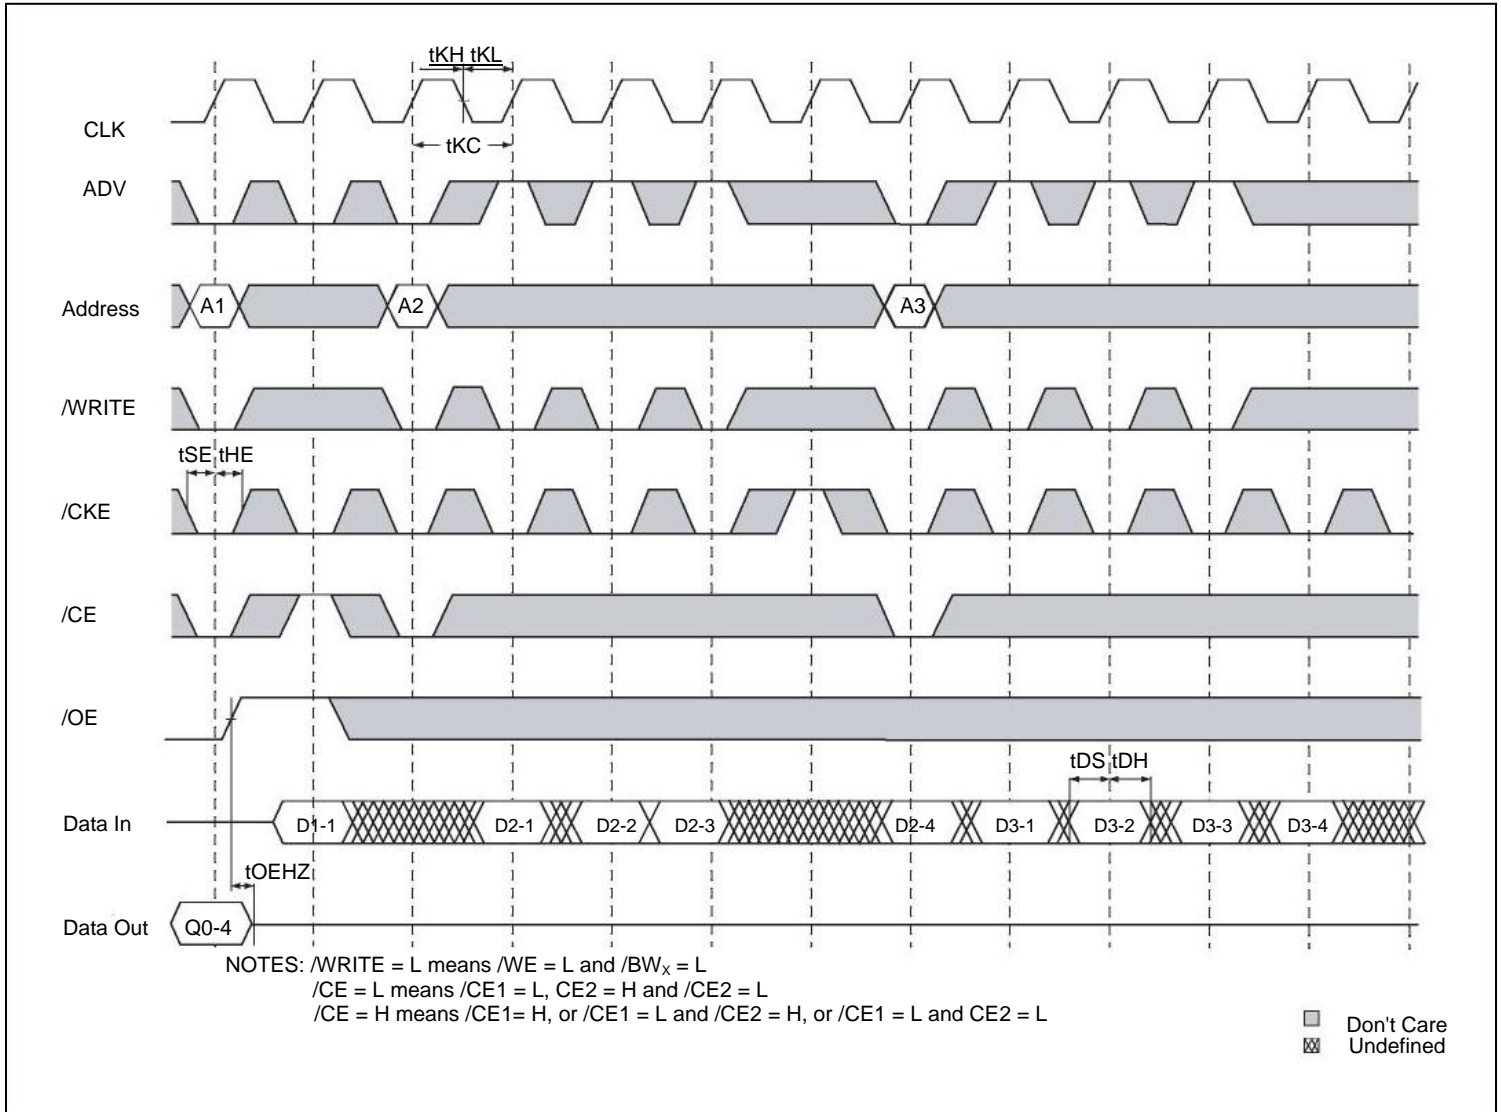 tKH tKL
CLK
tKC
ADV
Address
A1
A2
A3
/WRITE
tSE tHE
/CKE
/CE
/OE
tDS tDH
Data In
D1-1
D2-1
D2-2
D2-3
D2-4
D3-1
D3-2
D3-3
D3-4
tOEHZ
Data Out
Q0-4
NOTES: /WRITE = L means /WE = L and /BWX = L
/CE = L means /CE1 = L, CE2 = H and /CE2 = L
/CE = H means /CE1= H, or /CE1 = L and /CE2 = H, or /CE1 = L and CE2 = L
Don't Care
Undefined